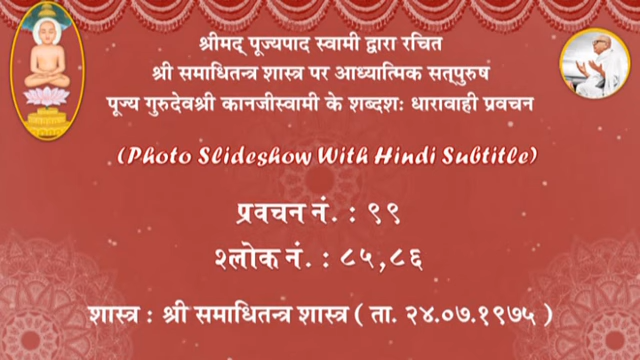 श्रीमद् पूज्यपाद स्वामी द्वारा रचित
श्री समाधितन्त्र शास्त्र पर आध्यात्मिक सत्पुरुष
पूज्य गुरुदेवश्री कानजीस्वामी के शब्दशः धारावाही प्रवचन
(Photo Slideshow With Hindi Subtitle)
प्रवचन नं. : ९९
श्लोक नं. : ८५,८६
शास्त्र : श्री समाधितन्त्र शास्त्र ( ता. २४.०७.१९७५ )